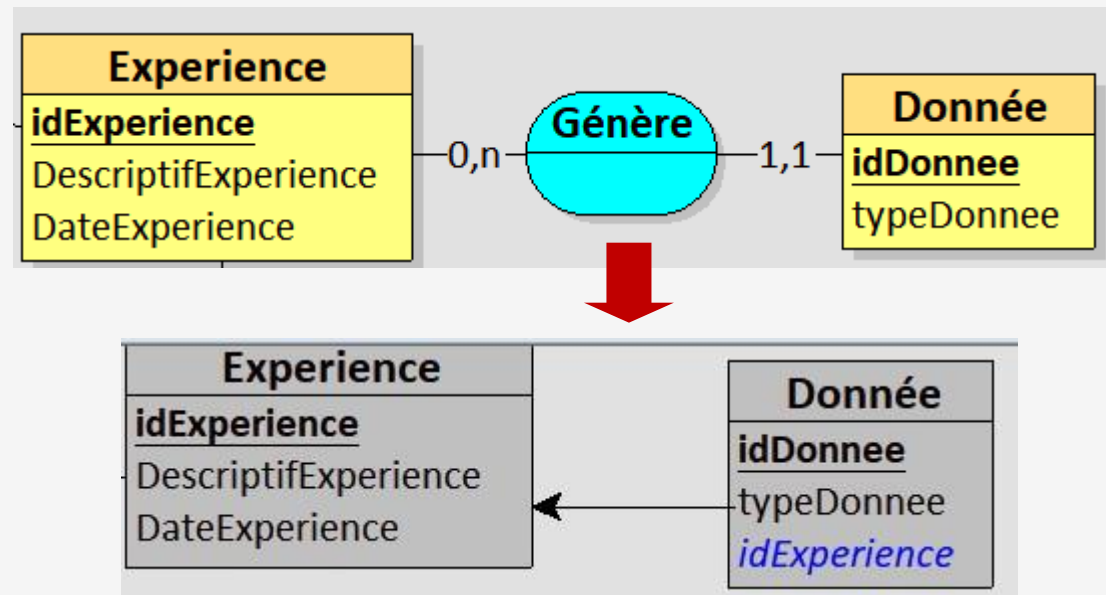 Experience
idExperience
DescriptifExperience
DateExperience
0,n
Génère
1,1
Donnée
idDonnee
typeDonnee
Experience
idExperience
DescriptifExperience
DateExperience
Donnée
idDonnee
typeDonnee
idExperience